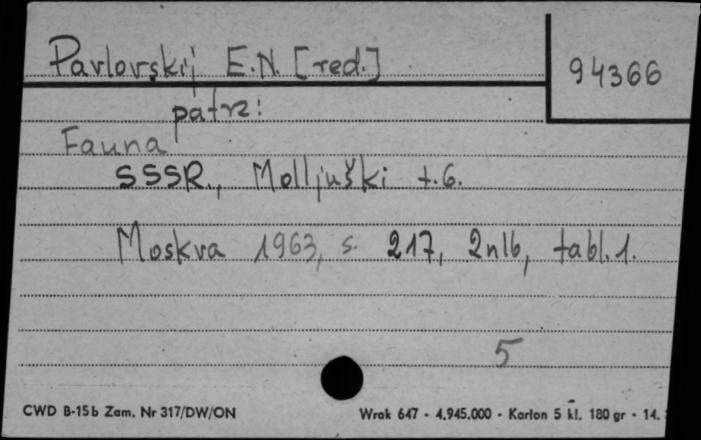 Pavlovskij E.N. [red.]
94366
patrz:
Fauna
SSSR., Molljuški t.6.
Moskva 1963, s. 217, 2nlb, tabl.1.
5
CWD B-15b Zam. Nr 317/DW/ON
Wrok 647 - 4.945.000 - Karton 5 kl. 180 gr - 14.